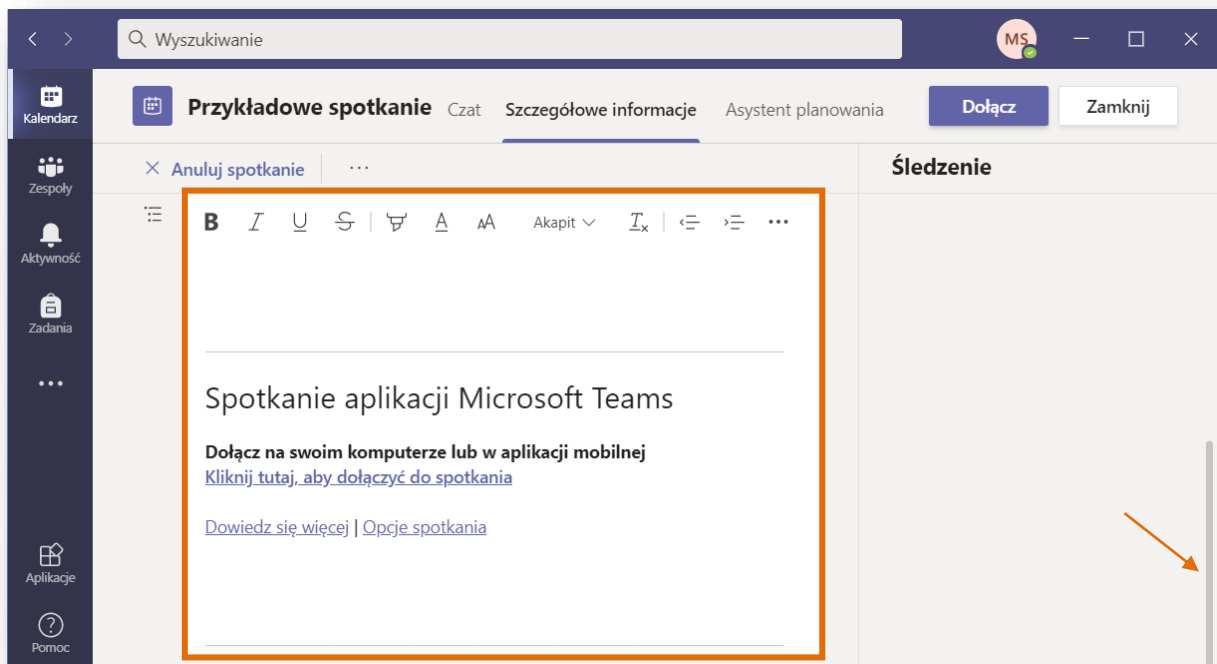 Wyszukiwanie
MS
Kalendarz
Zespoły
Aktywność
Zadania
Aplikacje
Pomoc
Przykładowe spotkanie Czat Szczegółowe informacje Asystent planowania Dołącz Zamknij
Anuluj spotkanie ...
Śledzenie
B I U S A AA Akapit Tx
Spotkanie aplikacji Microsoft Teams
Dołącz na swoim komputerze lub w aplikacji mobilnej
Kliknij tutaj, aby dołączyć do spotkania
Dowiedz się więcej | Opcje spotkania